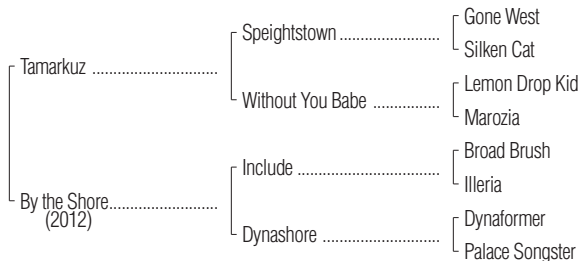 Gone West
Speightstown ....................
Silken Cat
Tamarkuz .........................
Lemon Drop Kid
Without You Babe .............
Marozia
Broad Brush
Include ............................
Illeria
By the Shore......................
(2012)
Dynaformer
Dynashore .......................
Palace Songster